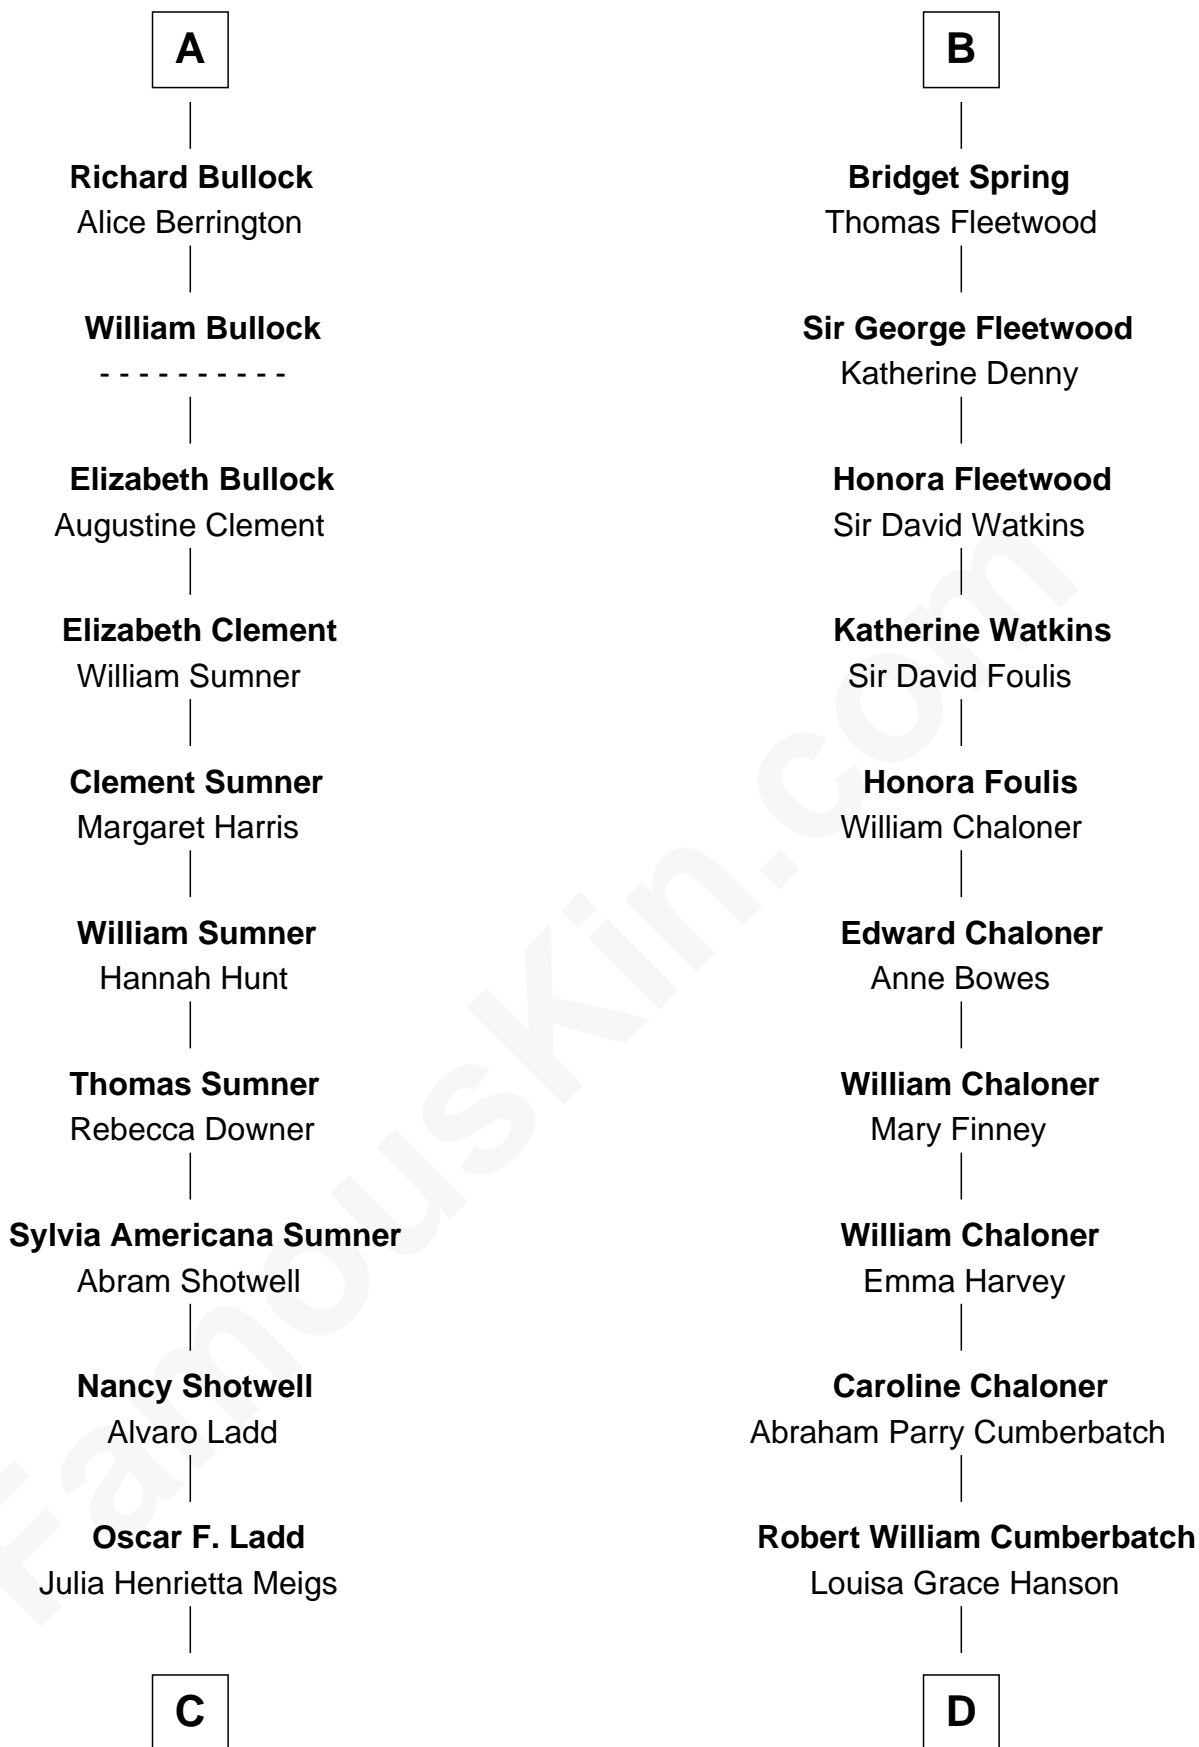 A
Richard Bullock
Alice Berrington
William Bullock
- - - - - - - - - -
Elizabeth Bullock
Augustine Clement
Elizabeth Clement
William Sumner
Clement Sumner
Margaret Harris
William Sumner
Hannah Hunt
Thomas Sumner
Rebecca Downer
Sylvia Americana Sumner
Abram Shotwell
Nancy Shotwell
Alvaro Ladd
Oscar F. Ladd
Julia Henrietta Meigs
C
B
Bridget Spring
Thomas Fleetwood
Sir George Fleetwood
Katherine Denny
Honora Fleetwood
Sir David Watkins
Katherine Watkins
Sir David Foulis
Honora Foulis
William Chaloner
Edward Chaloner
Anne Bowes
William Chaloner
Mary Finney
William Chaloner
Emma Harvey
Caroline Chaloner
Abraham Parry Cumberbatch
Robert William Cumberbatch
Louisa Grace Hanson
D
FamousKin.com